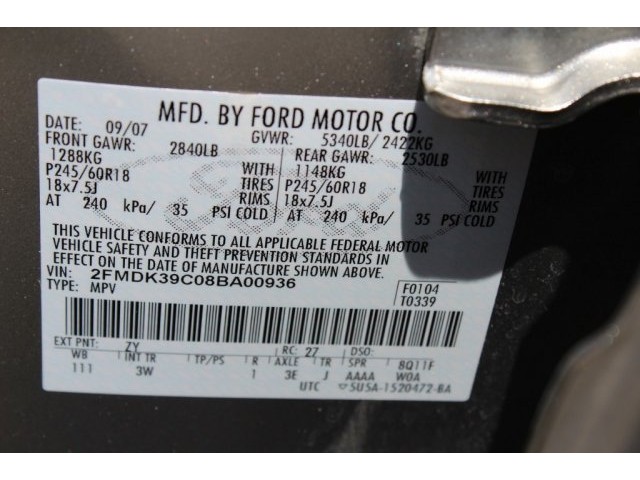 MFD. BY FORD MOTOR CO.
DATE: 09/07 GVWR: 5340LB/ 2422KG
FRONT GAWR: 2840LB REAR GAWR: 2530LB
1288KG WITH 1148KG WITH
P245/60R18 TIRES P245/60R18 TIRES
18x7.5J RIMS 18x7.5J RIMS
AT 240 kPa/ 35 PSI COLD AT 240 kPa/ 35 PSI COLD
THIS VEHICLE CONFORMS TO ALL APPLICABLE FEDERAL MOTOR
VEHICLE SAFETY AND THEFT PREVENTION STANDARDS IN EFFECT
ON THE DATE OF MANUFACTURE SHOWN ABOVE.
VIN: 2FMDK39C08BA00936 F0104
TYPE: MPV T0339
EXT PNT: ZY RC: 27 DSO:
WB INT TR TP/PS R AXLE TR SPR 8Q11F
111 3W 1 3E J AAAA W0A
UTC ▽5U5A-1520472-BA
Ford